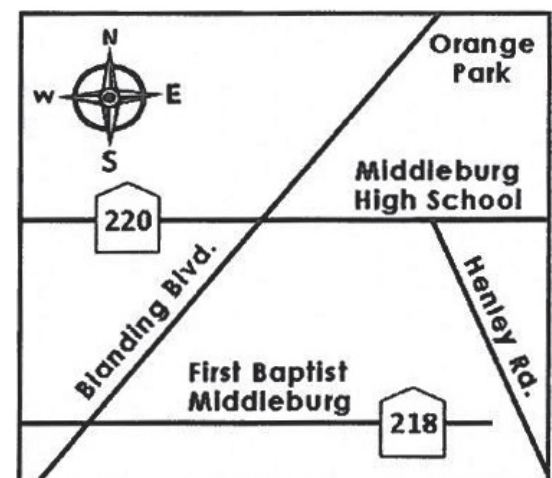 N
W E
S
Orange
Park
Middleburg
High School
220
Blanding Blvd.
Henley Rd.
First Baptist
Middleburg
218